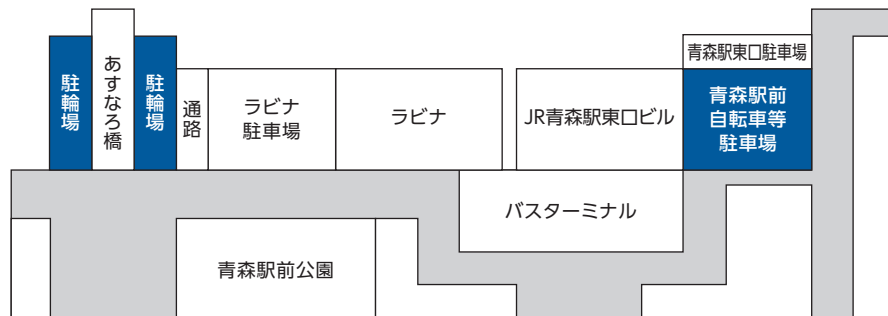 駐輪場
あすなろ橋
駐輪場
通路
ラビナ
駐車場
ラビナ
JR青森駅東口ビル
青森駅東口駐車場
青森駅前
自転車等
駐車場
バスターミナル
青森駅前公園